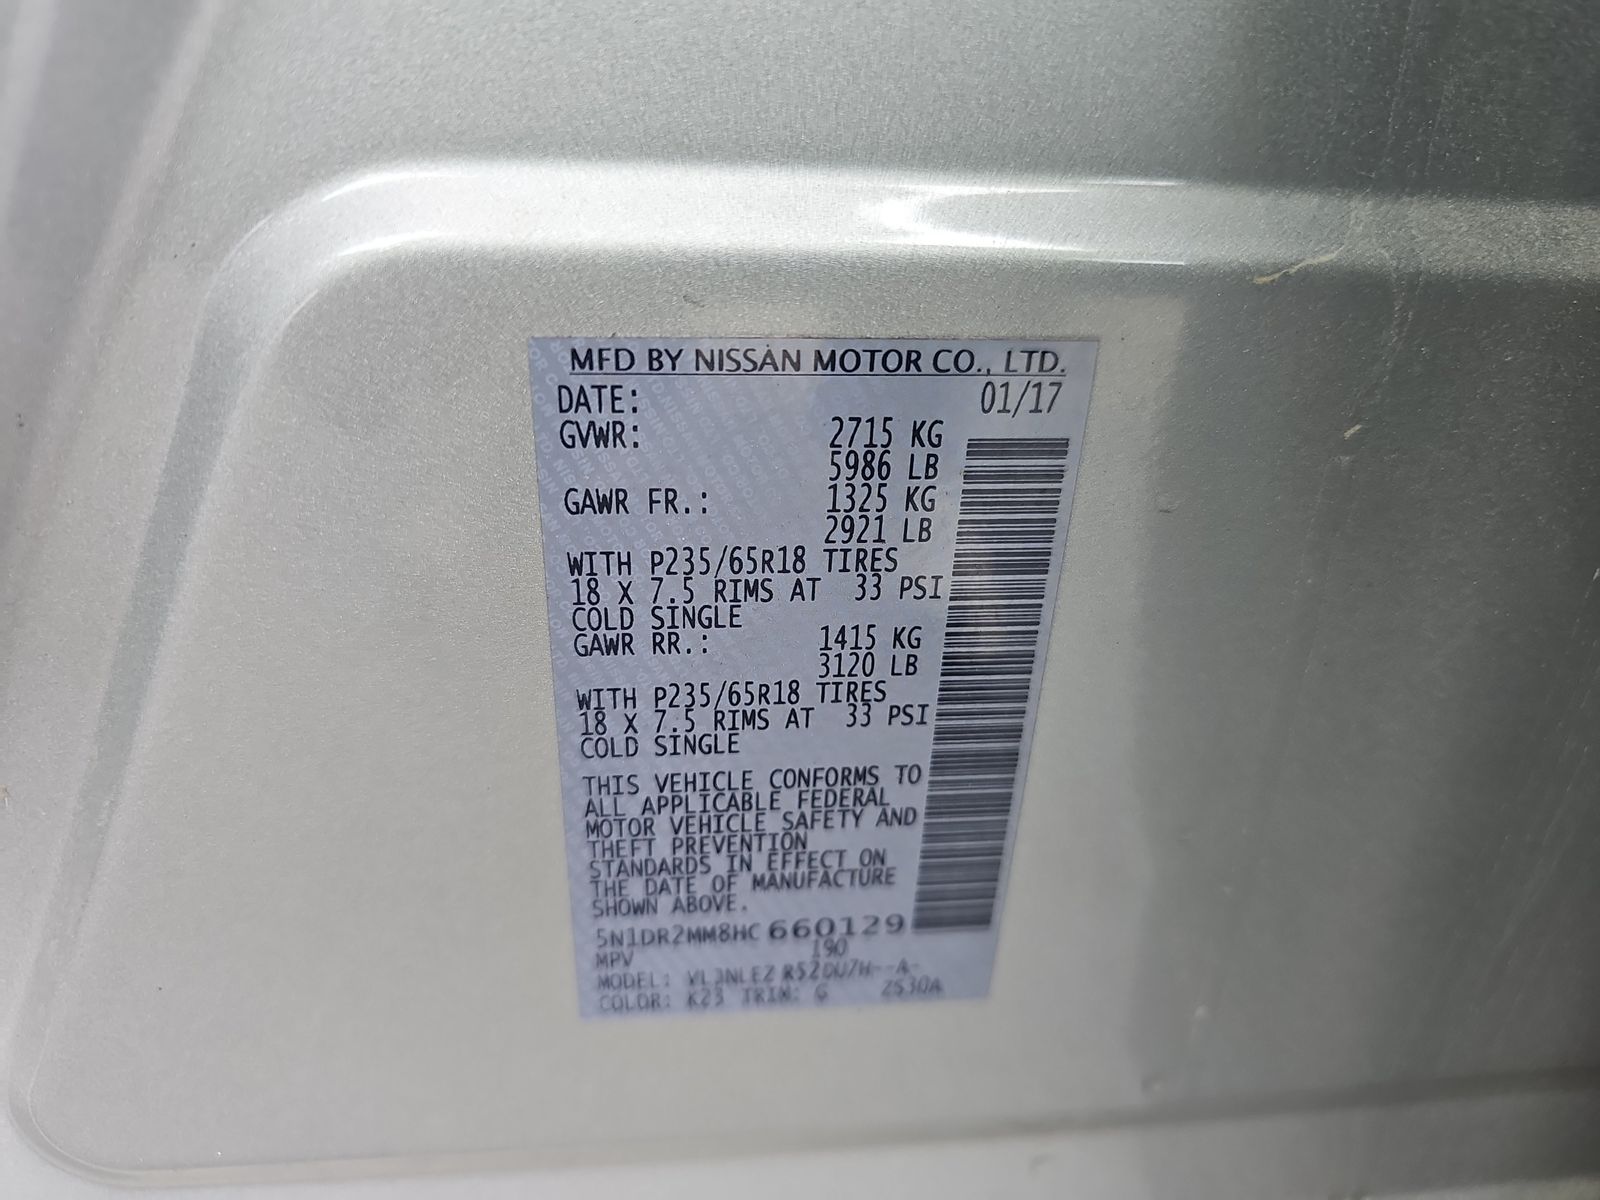 MFD BY NISSAN MOTOR CO., LTD.
DATE: 01/17
GVWR: 2715 KG
5986 LB
GAWR FR.: 1325 KG
2921 LB
WITH P235/65R18 TIRES
18 X 7.5 RIMS AT 33 PSI
COLD SINGLE
GAWR RR.: 1415 KG
3120 LB
WITH P235/65R18 TIRES
18 X 7.5 RIMS AT 33 PSI
COLD SINGLE
THIS VEHICLE CONFORMS TO
ALL APPLICABLE FEDERAL
MOTOR VEHICLE SAFETY AND
THEFT PREVENTION
STANDARDS IN EFFECT ON
THE DATE OF MANUFACTURE
SHOWN ABOVE.
5N1DR2MM8HC660129
MPV 190
MODEL:
COLOR: K23 TRIM: G